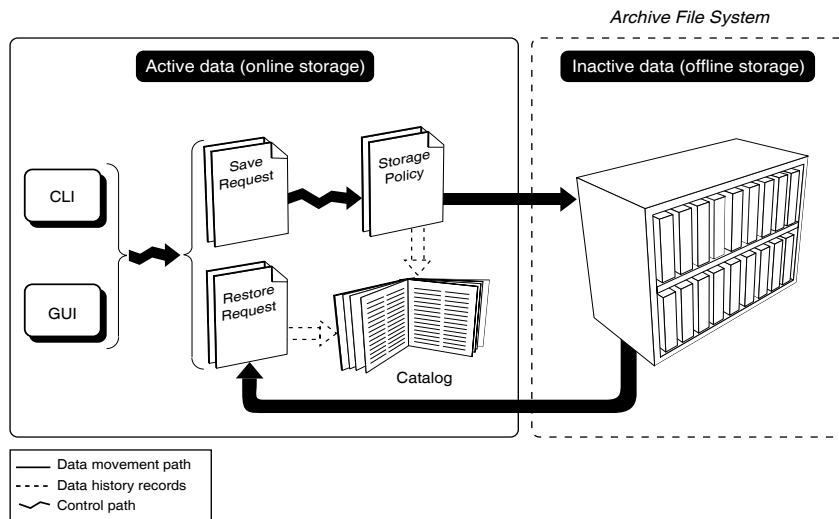 Archive File System
Active data (online storage)
Inactive data (offline storage)
CLI
GUI
Save
Request
Storage
Policy
Restore
Request
Catalog
Data movement path
Data history records
Control path